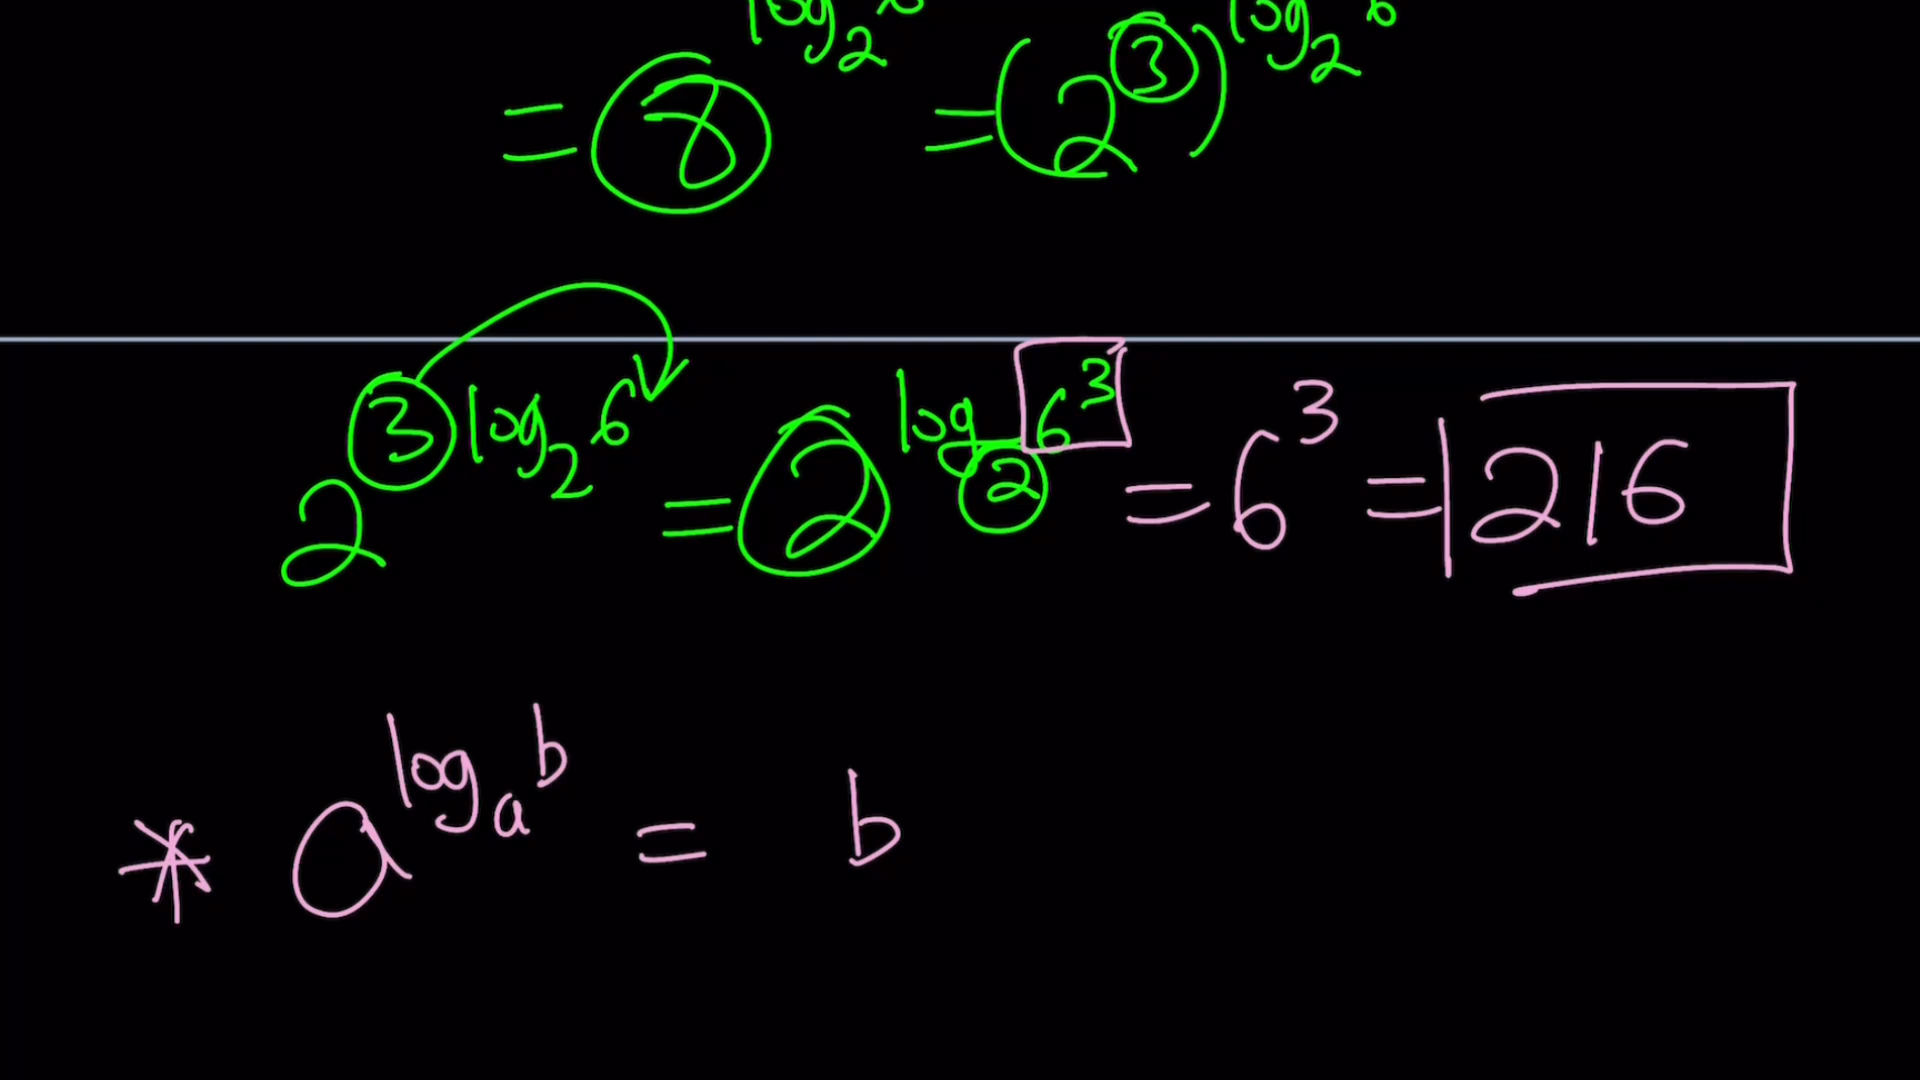 = 8^log_2 6 = (2^3)^log_2 6
2^3 log_2 6 = 2^log_2 6^3 = 6^3 = 216
* a^log_a b = b